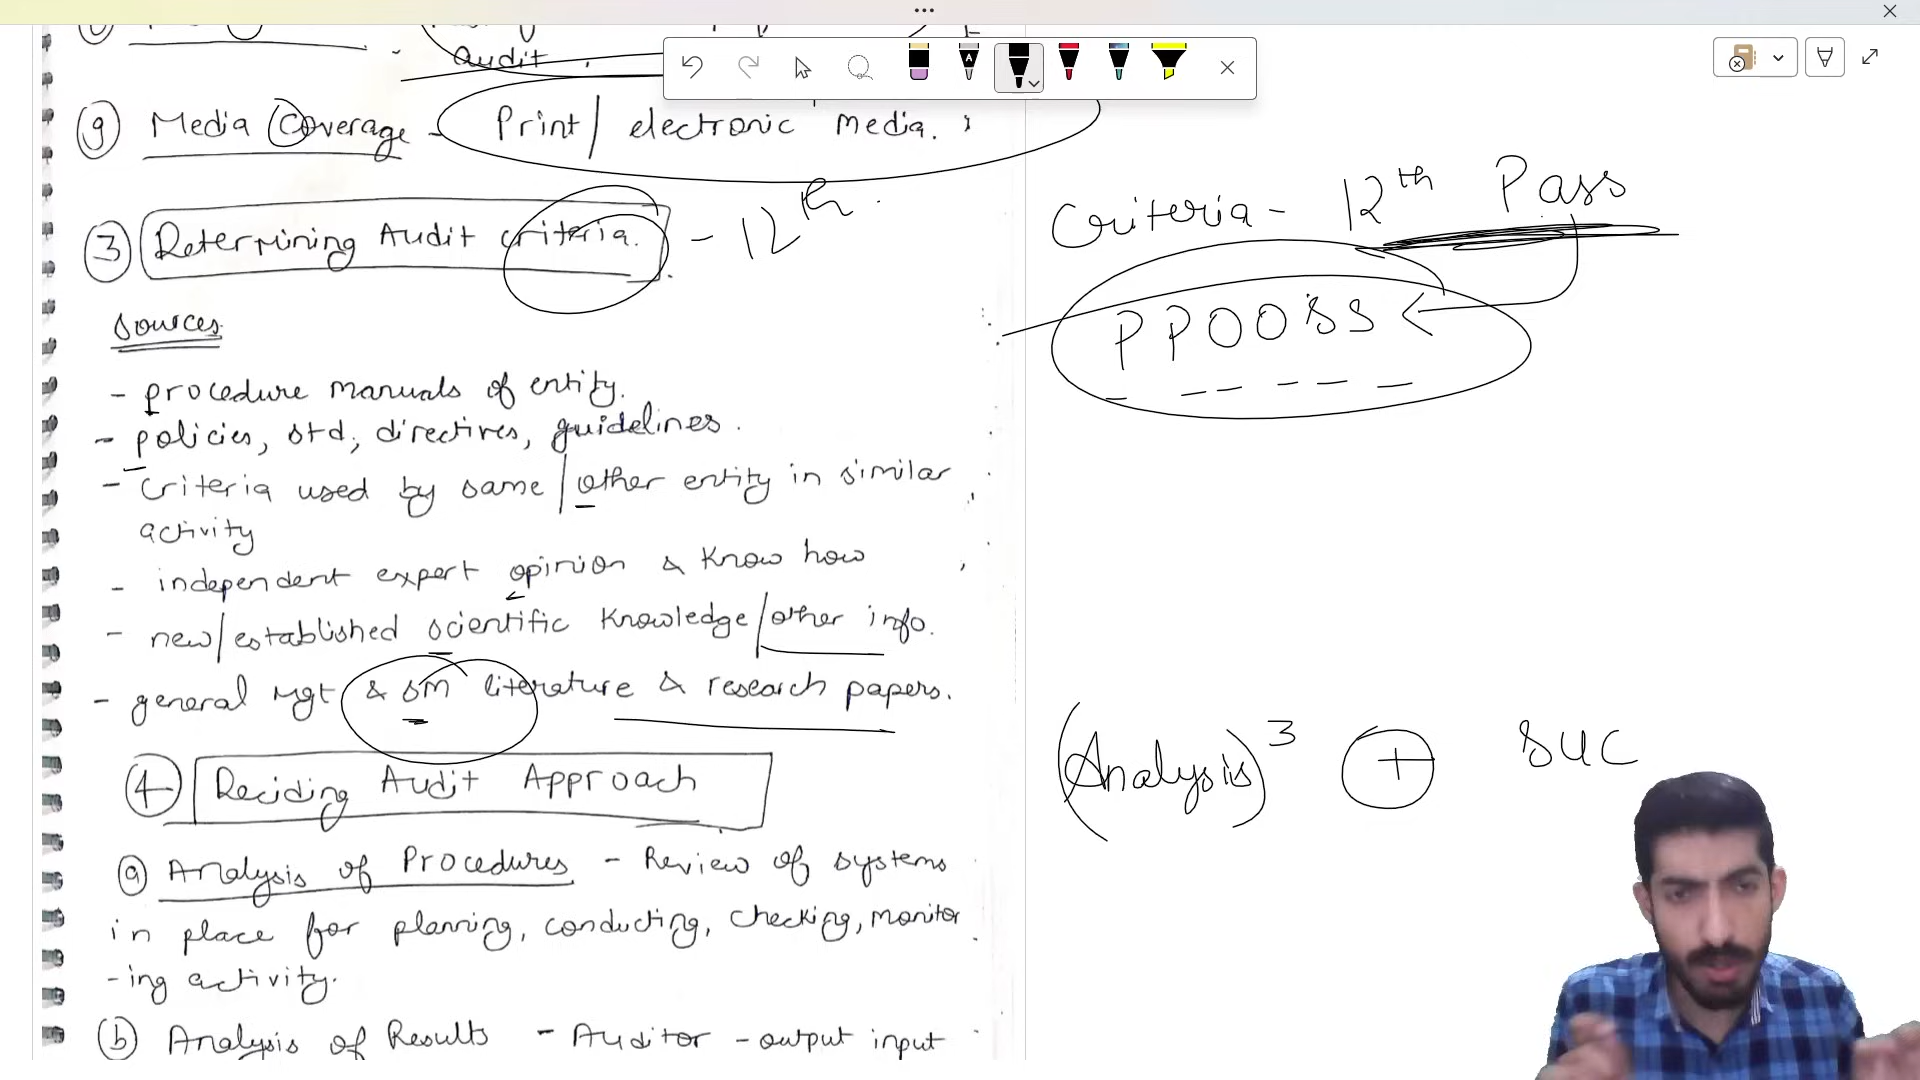 audit.
⑨ Media Coverage - Print/ electronic media.
③ Determining Audit criteria. - 12th.
Sources
- procedure manuals of entity.
- policies, std, directives, guidelines.
- criteria used by same/other entity in similar
activity
- independent expert opinion & know how
- new/established scientific knowledge/other info.
- general mgt & SM literature & research papers.
④ Deciding Audit Approach
ⓐ Analysis of Procedures - Review of systems
in place for planning, conducting, checking, monitor
-ing activity.
ⓑ Analysis of Results - Auditor - output input
Criteria - 12th Pass
PPOOSS
(Analysis)³ + SUC